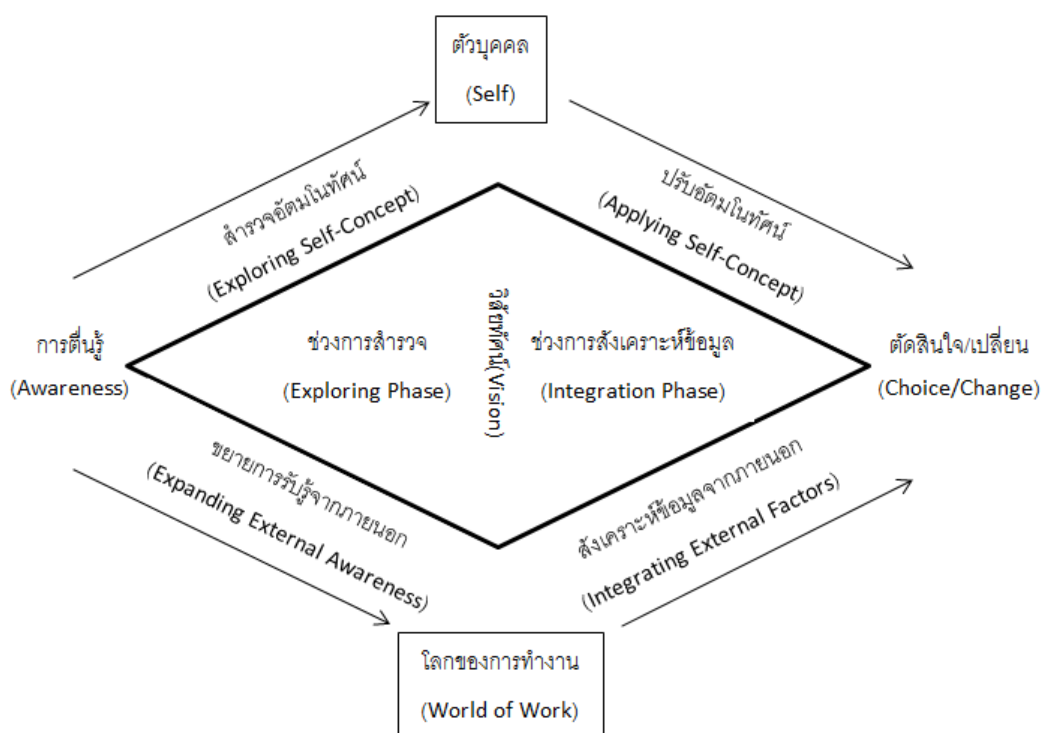 ตัวบุคคล
(Self)
สำรวจอัตมโนทัศน์
(Exploring Self-Concept)
ปรับอัตมโนทัศน์
(Applying Self-Concept)
การตื่นรู้
(Awareness)
ช่วงการสำรวจ
(Exploring Phase)
วิสัยทัศน์(Vision)
ช่วงการสังเคราะห์ข้อมูล
(Integration Phase)
ตัดสินใจ/เปลี่ยน
(Choice/Change)
ขยายการรับรู้จากภายนอก
(Expanding External Awareness)
สังเคราะห์ข้อมูลจากภายนอก
(Integrating External Factors)
โลกของการทำงาน
(World of Work)